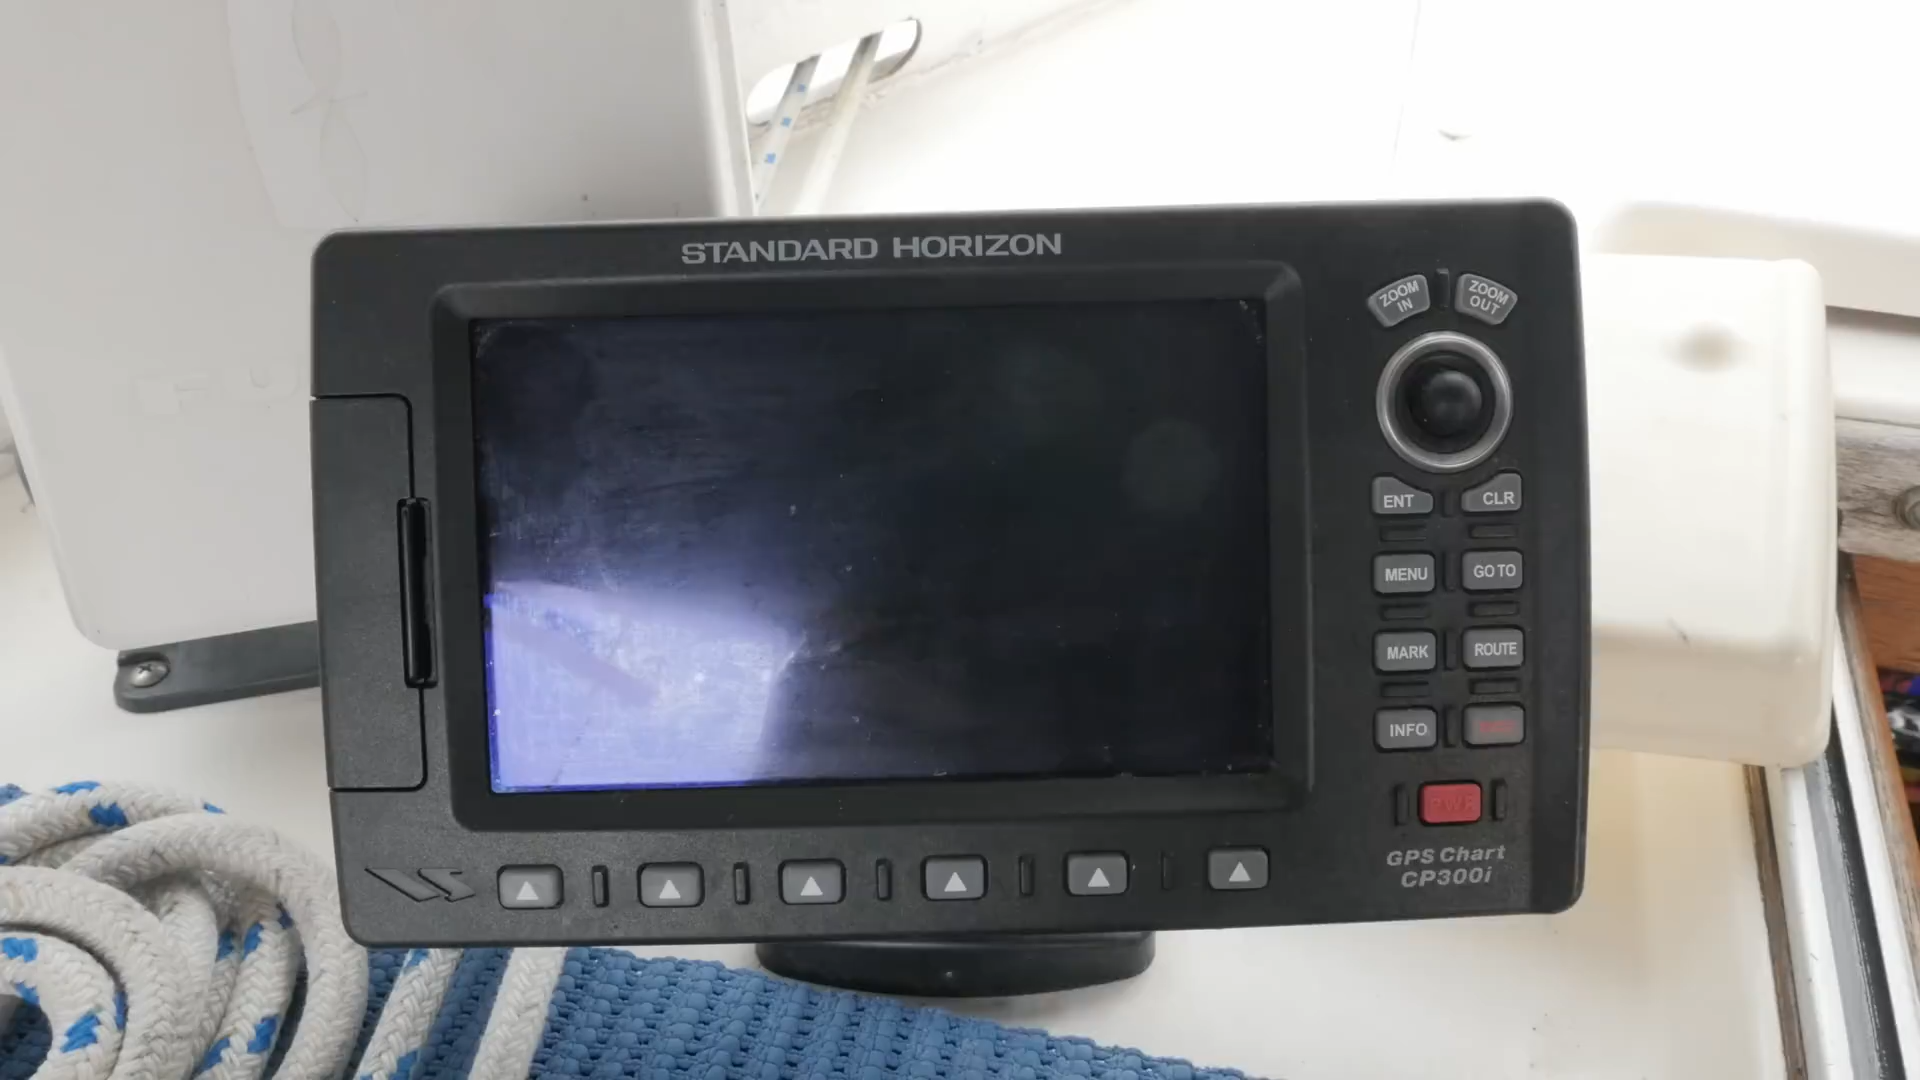 STANDARD HORIZON
ZOOM
IN
ZOOM
OUT
ENT
CLR
MENU
GO TO
MARK
ROUTE
INFO
PWR
GPS Chart
CP300i